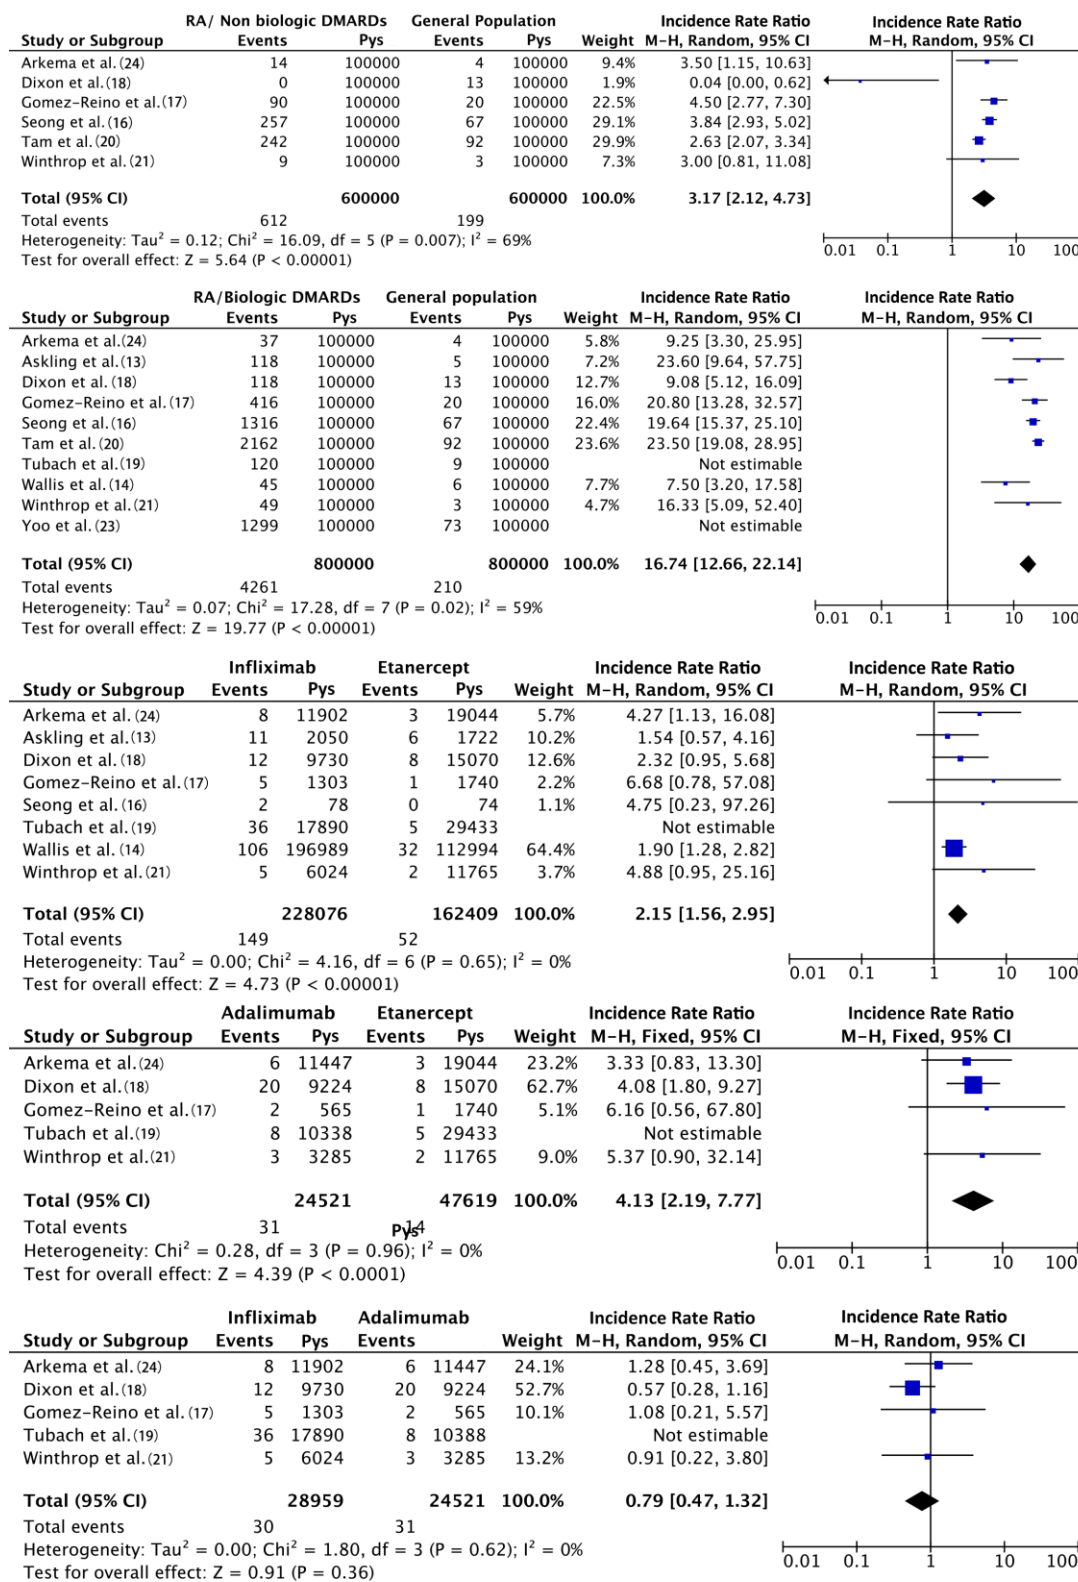 RA/ Non biologic DMARDs General Population Incidence Rate Ratio Incidence Rate Ratio
Study or Subgroup Events Pys Events Pys Weight M-H, Random, 95% CI M-H, Random, 95% CI
Arkema et al.(24) 14 100000 4 100000 9.4% 3.50 [1.15, 10.63]
Dixon et al.(18) 0 100000 13 100000 1.9% 0.04 [0.00, 0.62]
Gomez-Reino et al.(17) 90 100000 20 100000 22.5% 4.50 [2.77, 7.30]
Seong et al.(16) 257 100000 67 100000 29.1% 3.84 [2.93, 5.02]
Tam et al.(20) 242 100000 92 100000 29.9% 2.63 [2.07, 3.34]
Winthrop et al.(21) 9 100000 3 100000 7.3% 3.00 [0.81, 11.08]
Total (95% CI) 600000 600000 100.0% 3.17 [2.12, 4.73]
Total events 612 199
Heterogeneity: Tau² = 0.12; Chi² = 16.09, df = 5 (P = 0.007); I² = 69%
Test for overall effect: Z = 5.64 (P < 0.00001)
0.01 0.1 1 10 100
RA/Biologic DMARDs General population Incidence Rate Ratio Incidence Rate Ratio
Study or Subgroup Events Pys Events Pys Weight M-H, Random, 95% CI M-H, Random, 95% CI
Arkema et al.(24) 37 100000 4 100000 5.8% 9.25 [3.30, 25.95]
Askling et al.(13) 118 100000 5 100000 7.2% 23.60 [9.64, 57.75]
Dixon et al.(18) 118 100000 13 100000 12.7% 9.08 [5.12, 16.09]
Gomez-Reino et al.(17) 416 100000 20 100000 16.0% 20.80 [13.28, 32.57]
Seong et al.(16) 1316 100000 67 100000 22.4% 19.64 [15.37, 25.10]
Tam et al.(20) 2162 100000 92 100000 23.6% 23.50 [19.08, 28.95]
Tubach et al.(19) 120 100000 9 100000 Not estimable
Wallis et al.(14) 45 100000 6 100000 7.7% 7.50 [3.20, 17.58]
Winthrop et al.(21) 49 100000 3 100000 4.7% 16.33 [5.09, 52.40]
Yoo et al.(23) 1299 100000 73 100000 Not estimable
Total (95% CI) 800000 800000 100.0% 16.74 [12.66, 22.14]
Total events 4261 210
Heterogeneity: Tau² = 0.07; Chi² = 17.28, df = 7 (P = 0.02); I² = 59%
Test for overall effect: Z = 19.77 (P < 0.00001)
0.01 0.1 1 10 100
Infliximab Etanercept Incidence Rate Ratio Incidence Rate Ratio
Study or Subgroup Events Pys Events Pys Weight M-H, Random, 95% CI M-H, Random, 95% CI
Arkema et al.(24) 8 11902 3 19044 5.7% 4.27 [1.13, 16.08]
Askling et al.(13) 11 2050 6 1722 10.2% 1.54 [0.57, 4.16]
Dixon et al.(18) 12 9730 8 15070 12.6% 2.32 [0.95, 5.68]
Gomez-Reino et al.(17) 5 1303 1 1740 2.2% 6.68 [0.78, 57.08]
Seong et al.(16) 2 78 0 74 1.1% 4.75 [0.23, 97.26]
Tubach et al.(19) 36 17890 5 29433 Not estimable
Wallis et al.(14) 106 196989 32 112994 64.4% 1.90 [1.28, 2.82]
Winthrop et al.(21) 5 6024 2 11765 3.7% 4.88 [0.95, 25.16]
Total (95% CI) 228076 162409 100.0% 2.15 [1.56, 2.95]
Total events 149 52
Heterogeneity: Tau² = 0.00; Chi² = 4.16, df = 6 (P = 0.65); I² = 0%
Test for overall effect: Z = 4.73 (P < 0.00001)
0.01 0.1 1 10 100
Adalimumab Etanercept Incidence Rate Ratio Incidence Rate Ratio
Study or Subgroup Events Pys Events Pys Weight M-H, Fixed, 95% CI M-H, Fixed, 95% CI
Arkema et al.(24) 6 11447 3 19044 23.2% 3.33 [0.83, 13.30]
Dixon et al.(18) 20 9224 8 15070 62.7% 4.08 [1.80, 9.27]
Gomez-Reino et al.(17) 2 565 1 1740 5.1% 6.16 [0.56, 67.80]
Tubach et al.(19) 8 10338 5 29433 Not estimable
Winthrop et al.(21) 3 3285 2 11765 9.0% 5.37 [0.90, 32.14]
Total (95% CI) 24521 47619 100.0% 4.13 [2.19, 7.77]
Total events 31 14
Pys
Heterogeneity: Chi² = 0.28, df = 3 (P = 0.96); I² = 0%
Test for overall effect: Z = 4.39 (P < 0.0001)
0.01 0.1 1 10 100
Infliximab Adalimumab Incidence Rate Ratio Incidence Rate Ratio
Study or Subgroup Events Pys Events Weight M-H, Random, 95% CI M-H, Random, 95% CI
Arkema et al.(24) 8 11902 6 11447 24.1% 1.28 [0.45, 3.69]
Dixon et al.(18) 12 9730 20 9224 52.7% 0.57 [0.28, 1.16]
Gomez-Reino et al.(17) 5 1303 2 565 10.1% 1.08 [0.21, 5.57]
Tubach et al.(19) 36 17890 8 10388 Not estimable
Winthrop et al.(21) 5 6024 3 3285 13.2% 0.91 [0.22, 3.80]
Total (95% CI) 28959 24521 100.0% 0.79 [0.47, 1.32]
Total events 30 31
Heterogeneity: Tau² = 0.00; Chi² = 1.80, df = 3 (P = 0.62); I² = 0%
Test for overall effect: Z = 0.91 (P = 0.36)
0.01 0.1 1 10 100